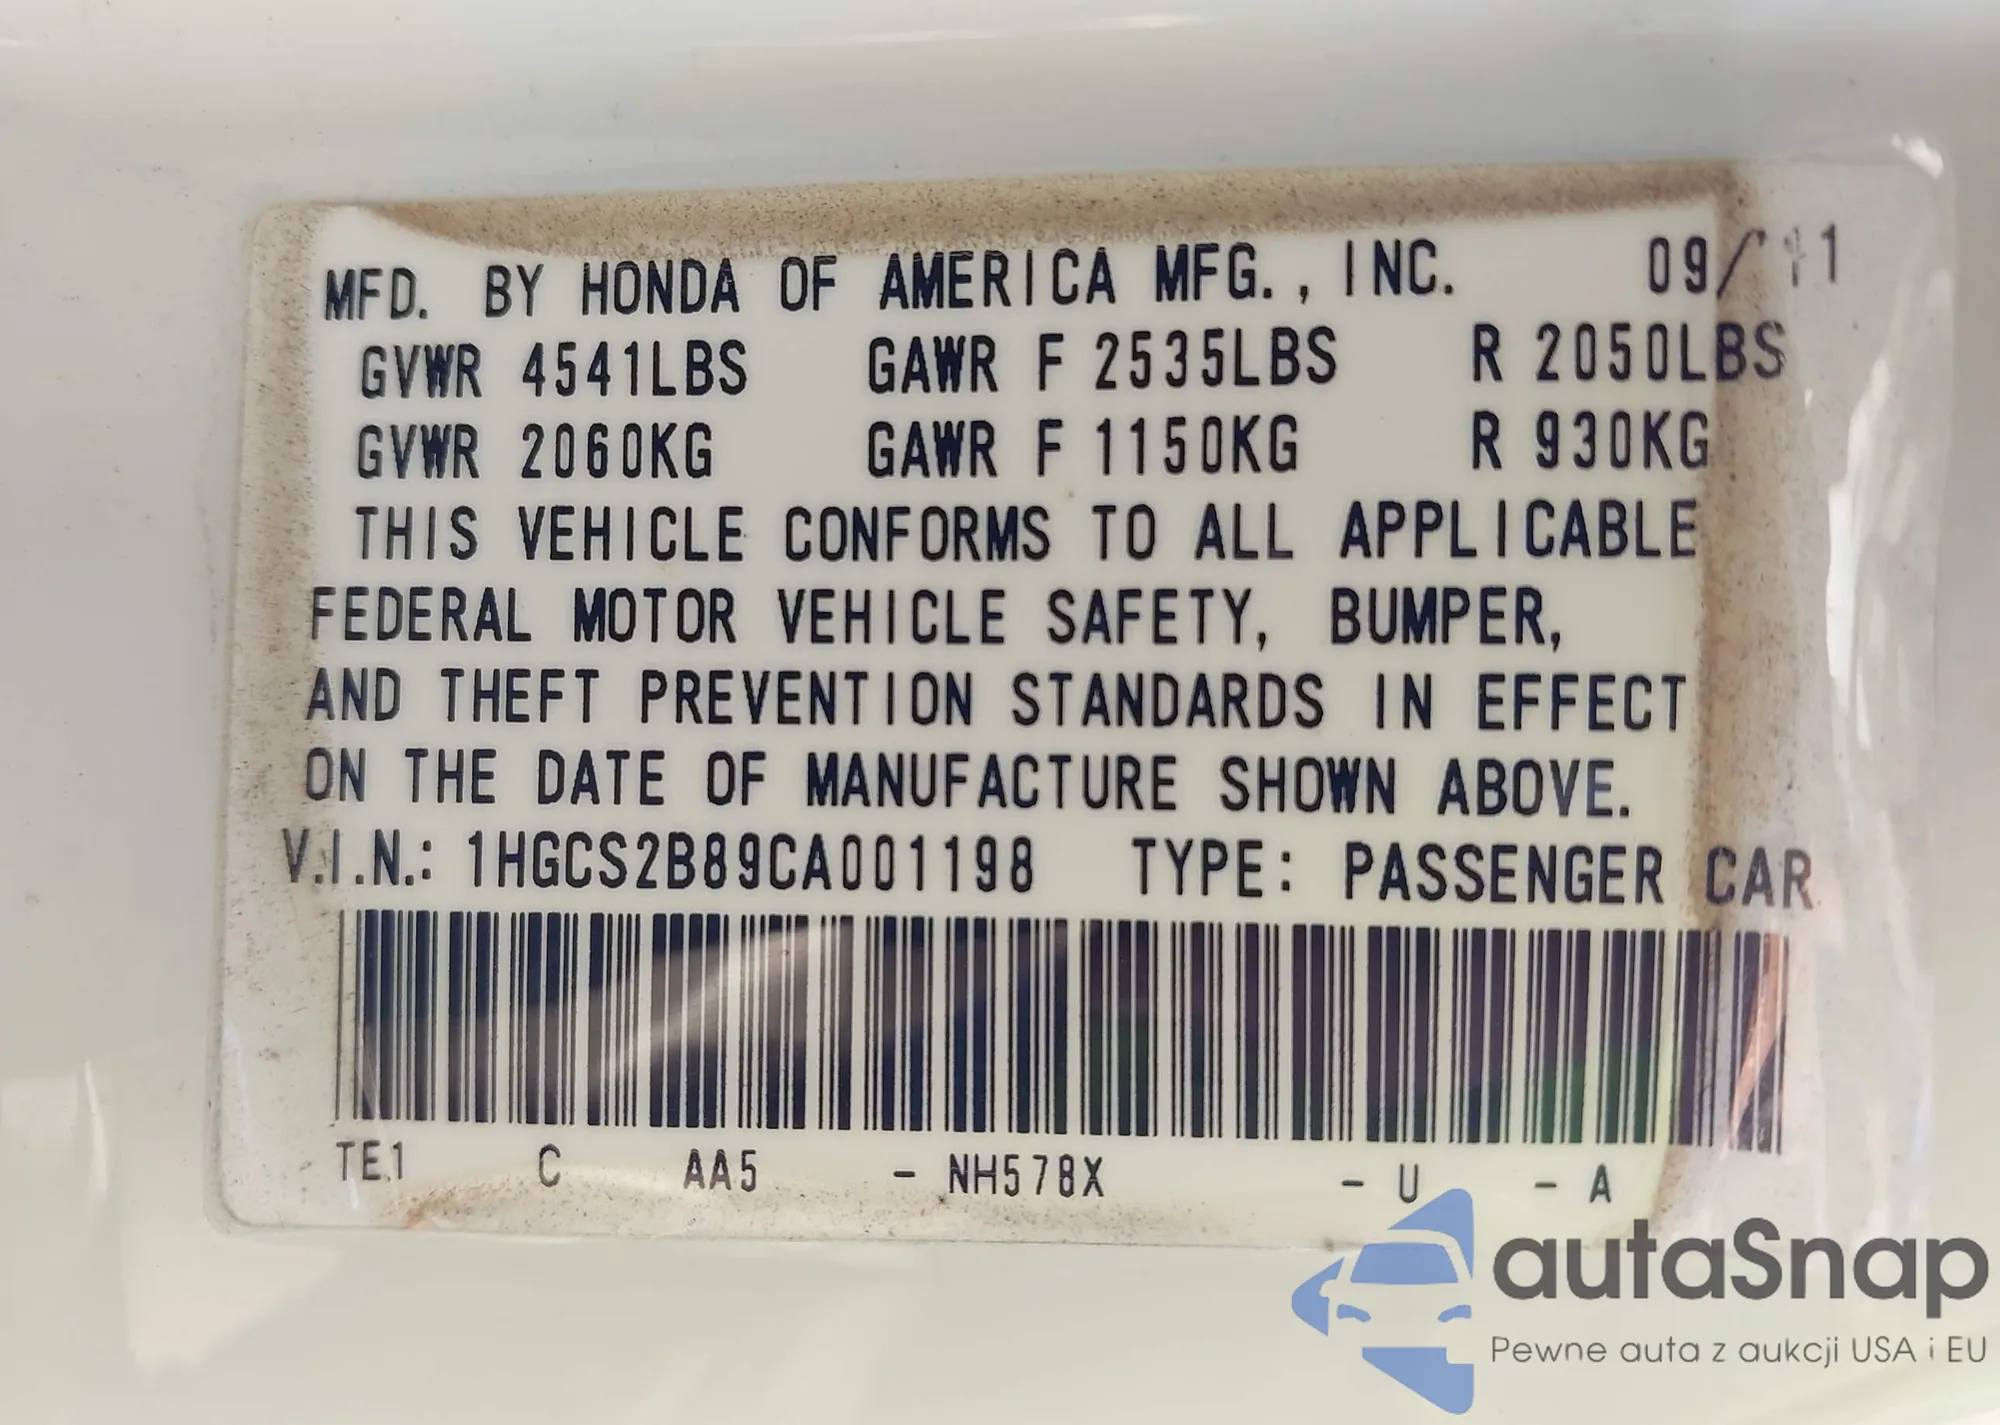 MFD. BY HONDA OF AMERICA MFG., INC. 09/11
GVWR 4541LBS GAWR F 2535LBS R 2050LBS
GVWR 2060KG GAWR F 1150KG R 930KG
THIS VEHICLE CONFORMS TO ALL APPLICABLE
FEDERAL MOTOR VEHICLE SAFETY, BUMPER,
AND THEFT PREVENTION STANDARDS IN EFFECT
ON THE DATE OF MANUFACTURE SHOWN ABOVE.
V.I.N.: 1HGCS2B89CA001198 TYPE: PASSENGER CAR
TE1 C AA5 - NH578X - U - A
autaSnap
Pewne auta z aukcji USA i EU